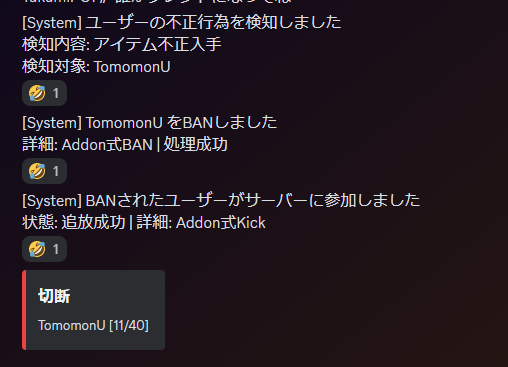 [System] ユーザーの不正行為を検知しました
検知内容: アイテム不正入手
検知対象: TomomonU
🤣 1
[System] TomomonU をBANしました
詳細: Addon式BAN | 処理成功
🤣 1
[System] BANされたユーザーがサーバーに参加しました
状態: 追放成功 | 詳細: Addon式Kick
🤣 1
切断
TomomonU [11/40]